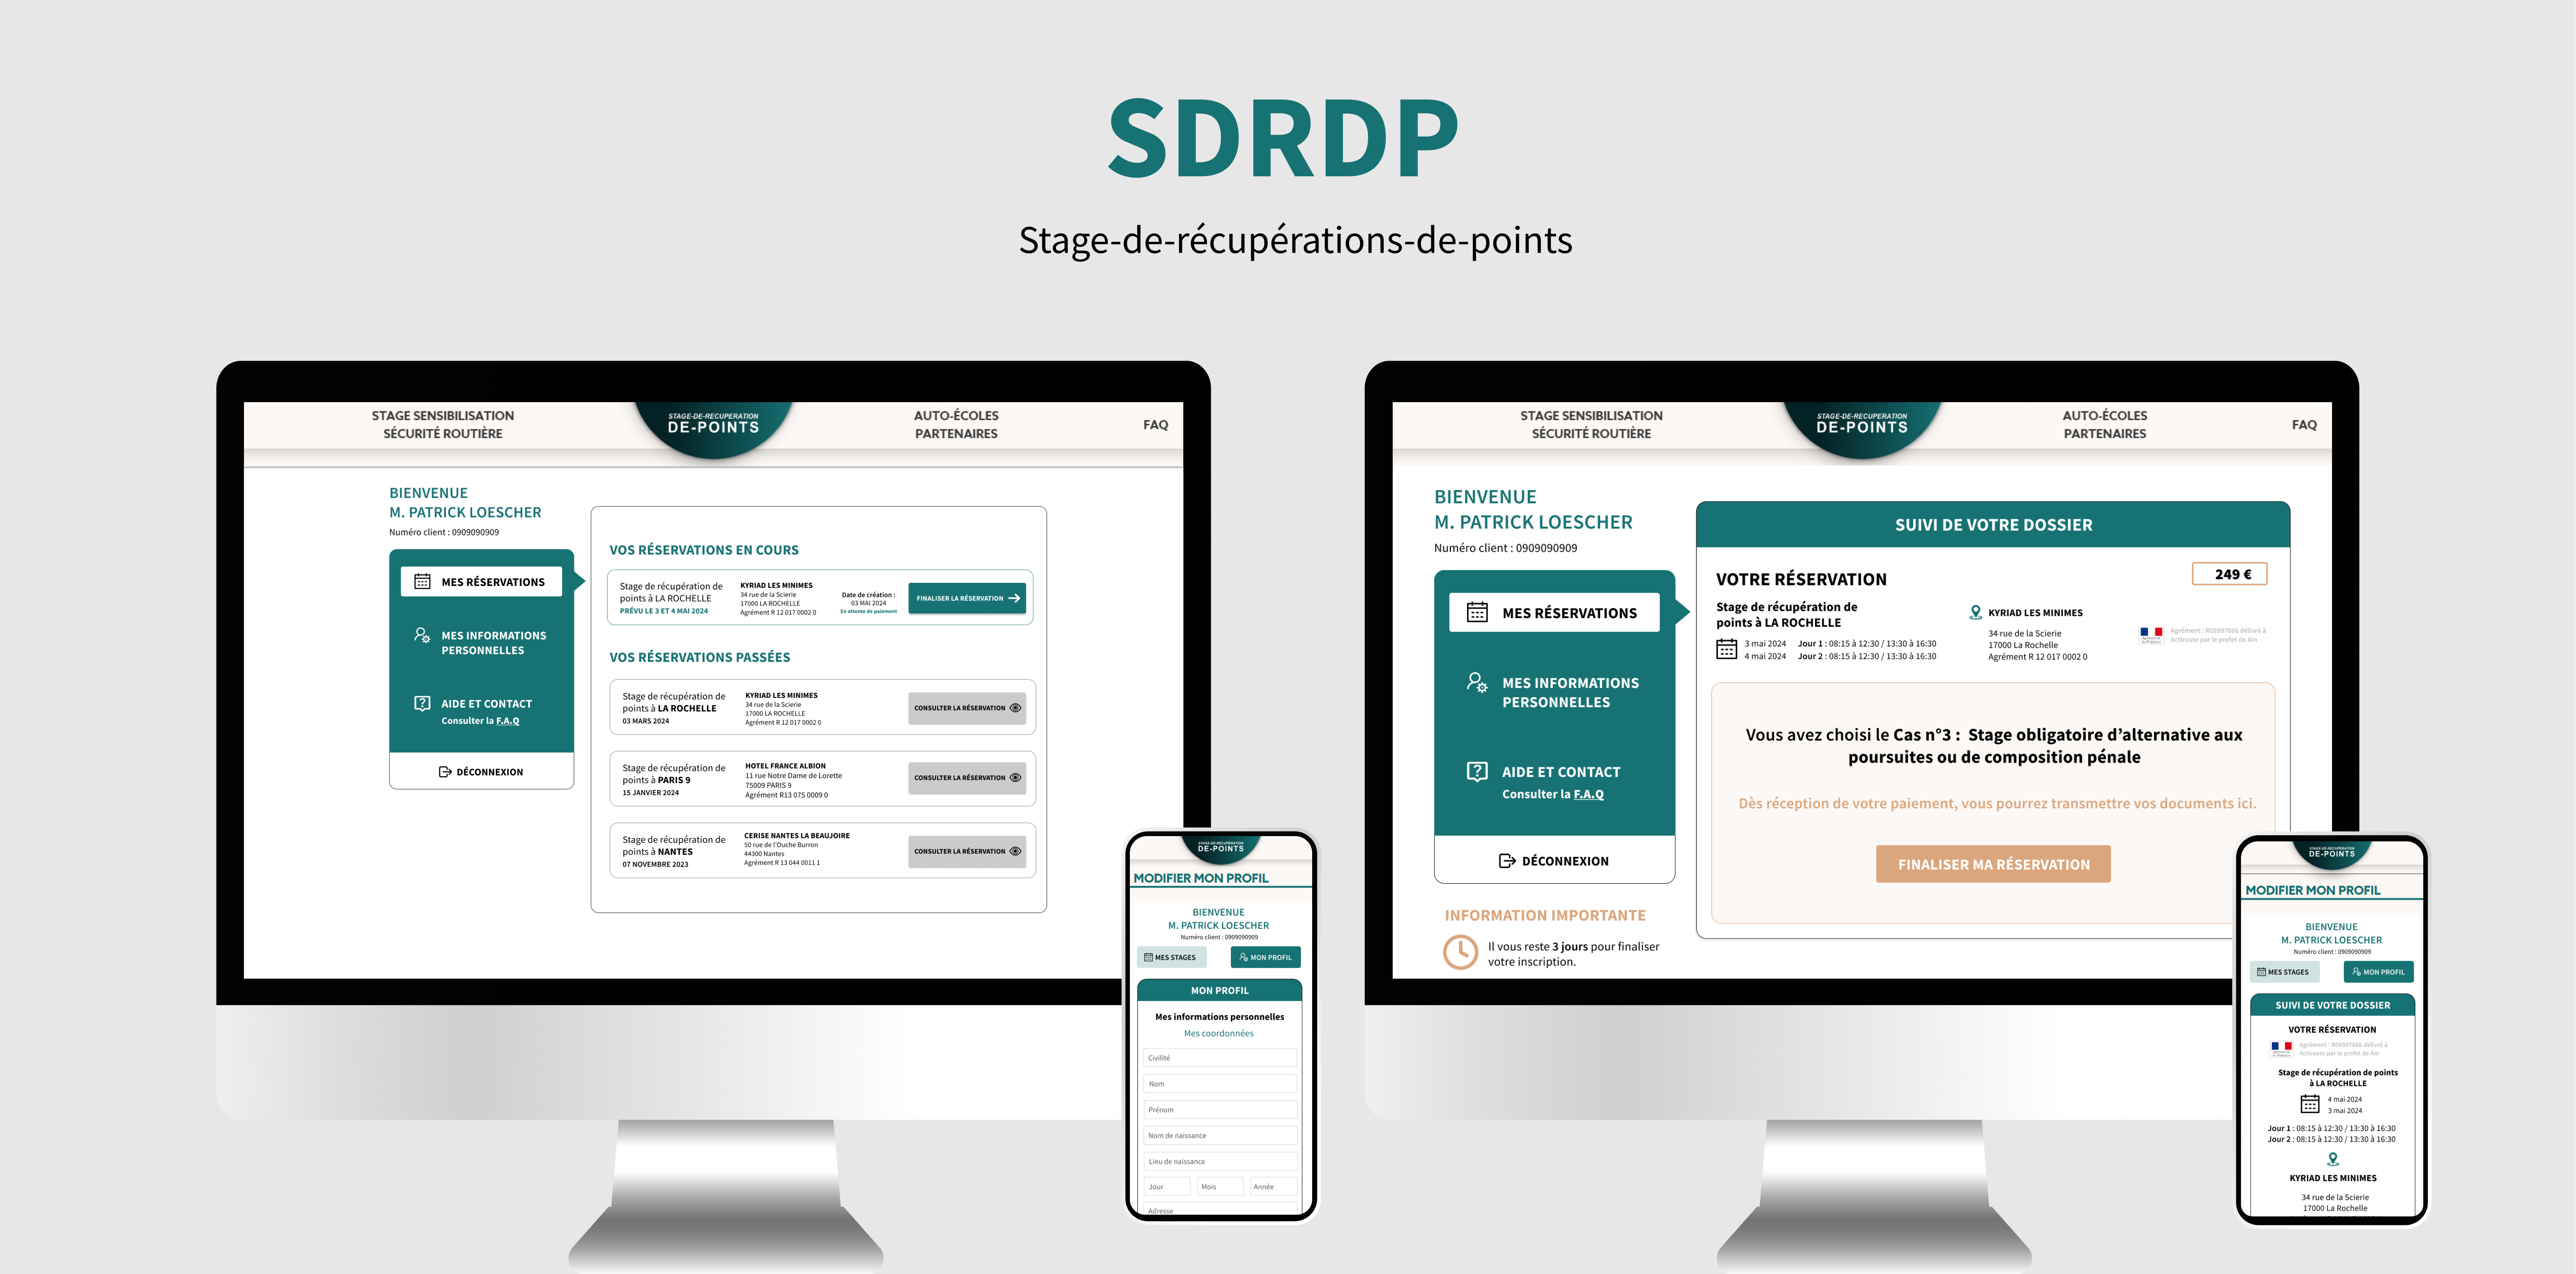 SDRDP
Stage-de-récupérations-de-points
STAGE SENSIBILISATION
SÉCURITÉ ROUTIÈRE
STAGE-DE-RECUPERATION
DE-POINTS
AUTO-ÉCOLES
PARTENAIRES
FAQ
BIENVENUE
M. PATRICK LOESCHER
Numéro client : 0909090909
MES RÉSERVATIONS
MES INFORMATIONS
PERSONNELLES
AIDE ET CONTACT
Consulter la F.A.Q
DÉCONNEXION
VOS RÉSERVATIONS EN COURS
Stage de récupération de
points à LA ROCHELLE
PRÉVU LE 3 ET 4 MAI 2024
KYRIAD LES MINIMES
34 rue de la Scierie
17000 LA ROCHELLE
Agrément R 12 017 0002 0
Date de création :
03 MAI 2024
En attente de paiement
FINALISER LA RÉSERVATION
VOS RÉSERVATIONS PASSÉES
Stage de récupération de
points à LA ROCHELLE
03 MARS 2024
KYRIAD LES MINIMES
34 rue de la Scierie
17000 LA ROCHELLE
Agrément R 12 017 0002 0
CONSULTER LA RÉSERVATION
Stage de récupération de
points à PARIS 9
15 JANVIER 2024
HOTEL FRANCE ALBION
11 rue Notre Dame de Lorette
75009 PARIS 9
Agrément R13 075 0009 0
CONSULTER LA RÉSERVATION
Stage de récupération de
points à NANTES
07 NOVEMBRE 2023
CERISE NANTES LA BEAUJOIRE
50 rue de l'Ouche Burron
44300 Nantes
Agrément R 13 044 0011 1
CONSULTER LA RÉSERVATION
STAGE-DE-RECUPERATION
DE-POINTS
MODIFIER MON PROFIL
BIENVENUE
M. PATRICK LOESCHER
Numéro client : 0909090909
MES STAGES
MON PROFIL
MON PROFIL
Mes informations personnelles
Mes coordonnées
Civilité
Nom
Prénom
Nom de naissance
Lieu de naissance
Jour
Mois
Année
Adresse
STAGE SENSIBILISATION
SÉCURITÉ ROUTIÈRE
STAGE-DE-RECUPERATION
DE-POINTS
AUTO-ÉCOLES
PARTENAIRES
FAQ
BIENVENUE
M. PATRICK LOESCHER
Numéro client : 0909090909
MES RÉSERVATIONS
MES INFORMATIONS
PERSONNELLES
AIDE ET CONTACT
Consulter la F.A.Q
DÉCONNEXION
INFORMATION IMPORTANTE
Il vous reste 3 jours pour finaliser
votre inscription.
SUIVI DE VOTRE DOSSIER
VOTRE RÉSERVATION
249 €
Stage de récupération de
points à LA ROCHELLE
3 mai 2024 Jour 1 : 08:15 à 12:30 / 13:30 à 16:30
4 mai 2024 Jour 2 : 08:15 à 12:30 / 13:30 à 16:30
KYRIAD LES MINIMES
34 rue de la Scierie
17000 La Rochelle
Agrément R 12 017 0002 0
Agrément : R08997666 délivré à
Actiroute par le prefet de Ain
Vous avez choisi le Cas n°3 : Stage obligatoire d’alternative aux
poursuites ou de composition pénale
Dès réception de votre paiement, vous pourrez transmettre vos documents ici.
FINALISER MA RÉSERVATION
STAGE-DE-RECUPERATION
DE-POINTS
MODIFIER MON PROFIL
BIENVENUE
M. PATRICK LOESCHER
Numéro client : 0909090909
MES STAGES
MON PROFIL
SUIVI DE VOTRE DOSSIER
VOTRE RÉSERVATION
Agrément : R08997666 délivré à
Actiroute par le prefet de Ain
Stage de récupération de points
à LA ROCHELLE
4 mai 2024
3 mai 2024
Jour 1 : 08:15 à 12:30 / 13:30 à 16:30
Jour 2 : 08:15 à 12:30 / 13:30 à 16:30
KYRIAD LES MINIMES
34 rue de la Scierie
17000 La Rochelle